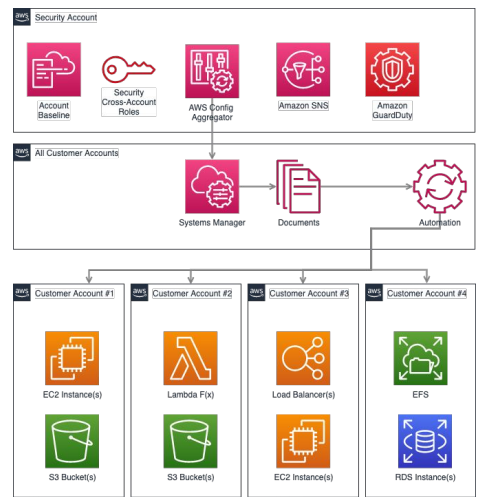 aws Security Account
Account
Baseline
Security
Cross-Account
Roles
AWS Config
Aggregator
Amazon SNS
Amazon
GuardDuty
aws All Customer Accounts
Systems Manager
Documents
Automation
aws Customer Account #1
aws Customer Account #2
aws Customer Account #3
aws Customer Account #4
EC2 Instance(s)
Lambda F(x)
Load Balancer(s)
EFS
S3 Bucket(s)
S3 Bucket(s)
EC2 Instance(s)
RDS Instance(s)